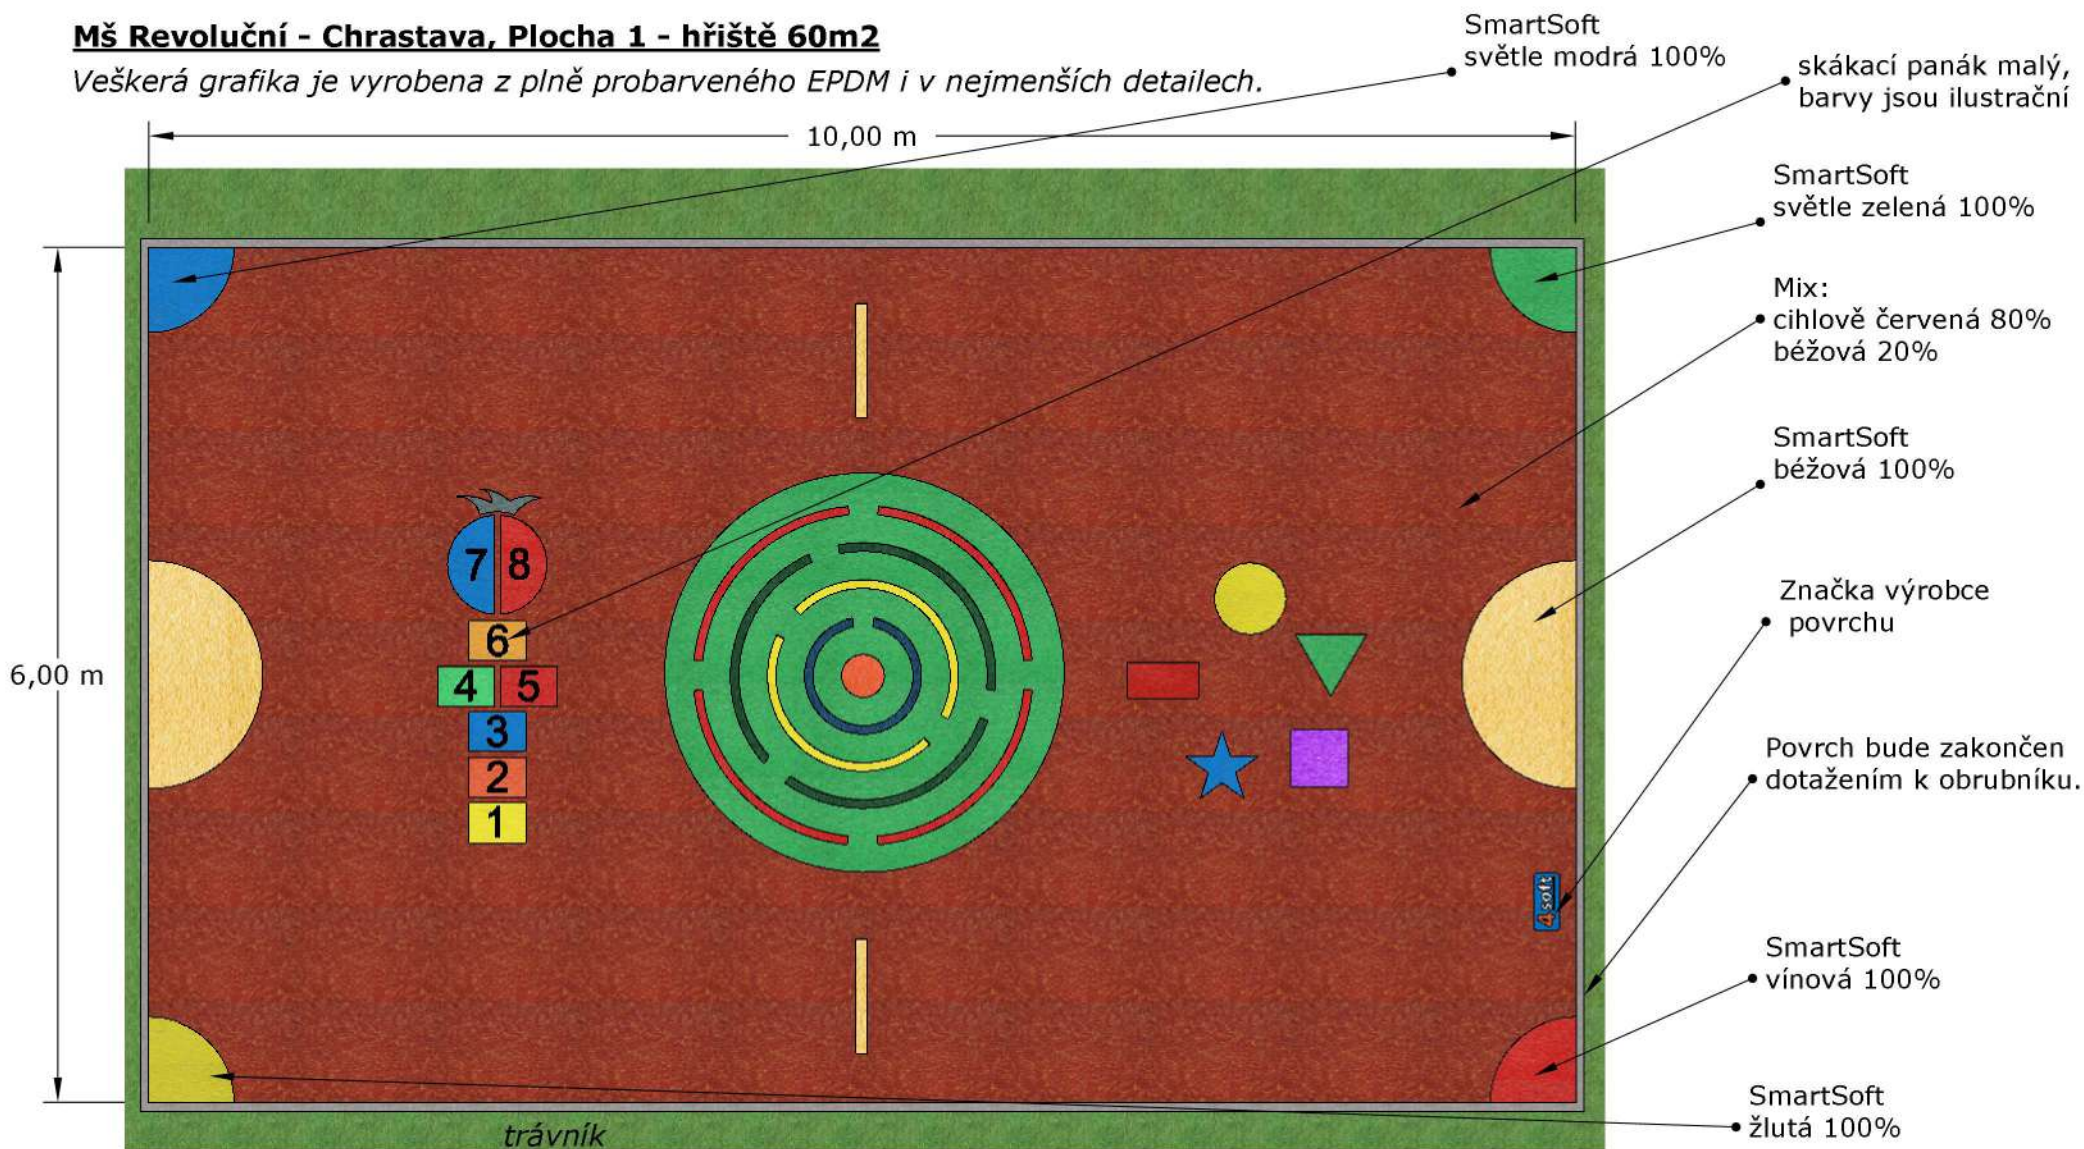 Mš Revoluční - Chrastava, Plocha 1 - hřiště 60m2
Veškerá grafika je vyrobena z plně probarveného EPDM i v nejmenších detailech.
SmartSoft
světle modrá 100%
skákací panák malý,
barvy jsou ilustrační
10,00 m
SmartSoft
světle zelená 100%
Mix:
cihlově červená 80%
béžová 20%
SmartSoft
béžová 100%
7 8
6
4 5
3
2
1
6,00 m
Značka výrobce
povrchu
Povrch bude zakončen
dotažením k obrubníku.
4soft
SmartSoft
vínová 100%
SmartSoft
žlutá 100%
trávník